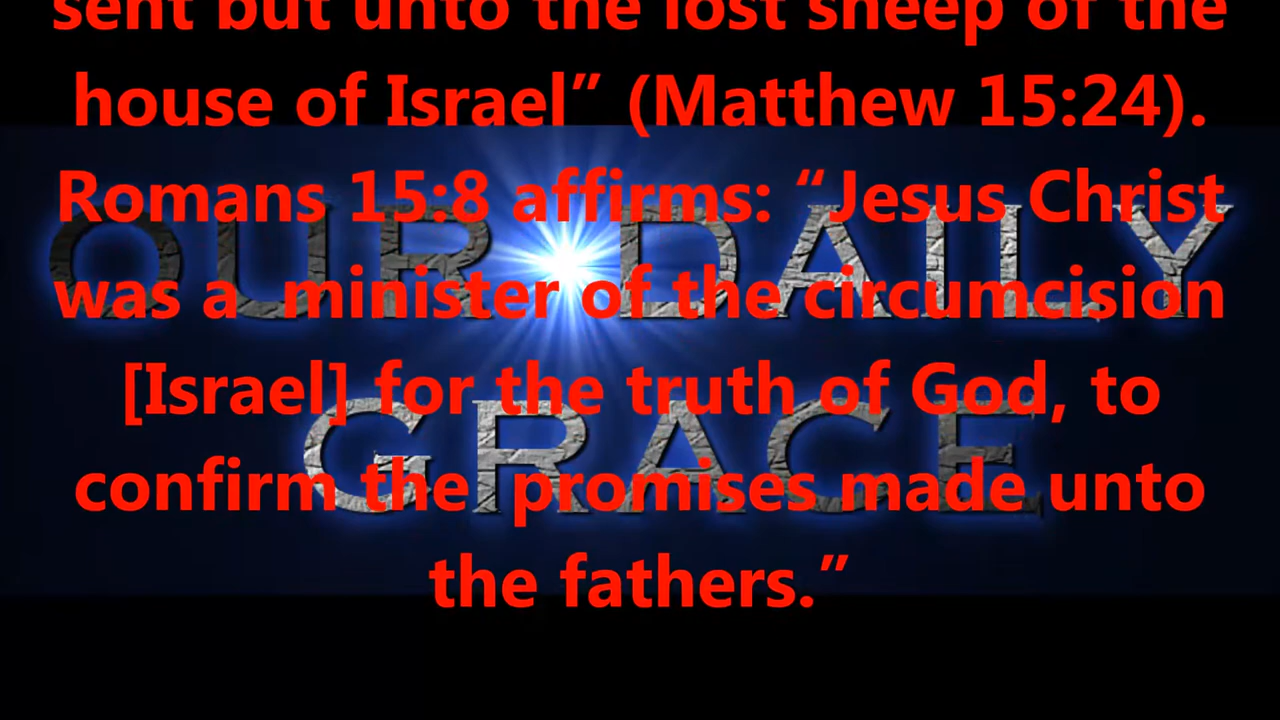 sent but unto the lost sheep of the
house of Israel” (Matthew 15:24).
Romans 15:8 affirms: “Jesus Christ
was a  minister of the circumcision
[Israel] for the truth of God, to
confirm the  promises made unto
the fathers.”
OUR DAILY
GRACE